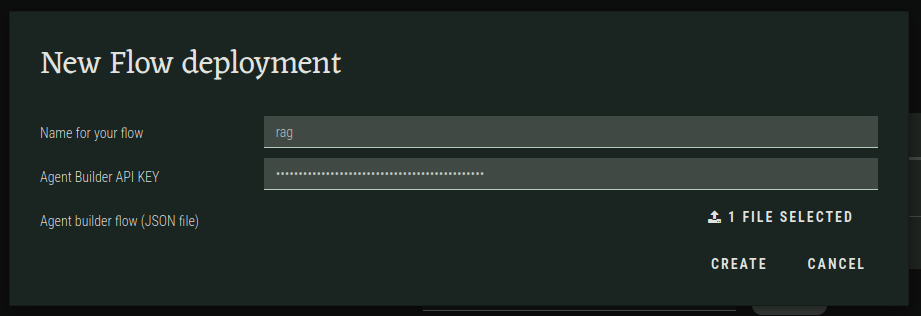 New Flow deployment
Name for your flow
rag
Agent Builder API KEY
••••••••••••••••••••••••••••••••••••••••••••••
Agent builder flow (JSON file)
1 FILE SELECTED
CREATE
CANCEL